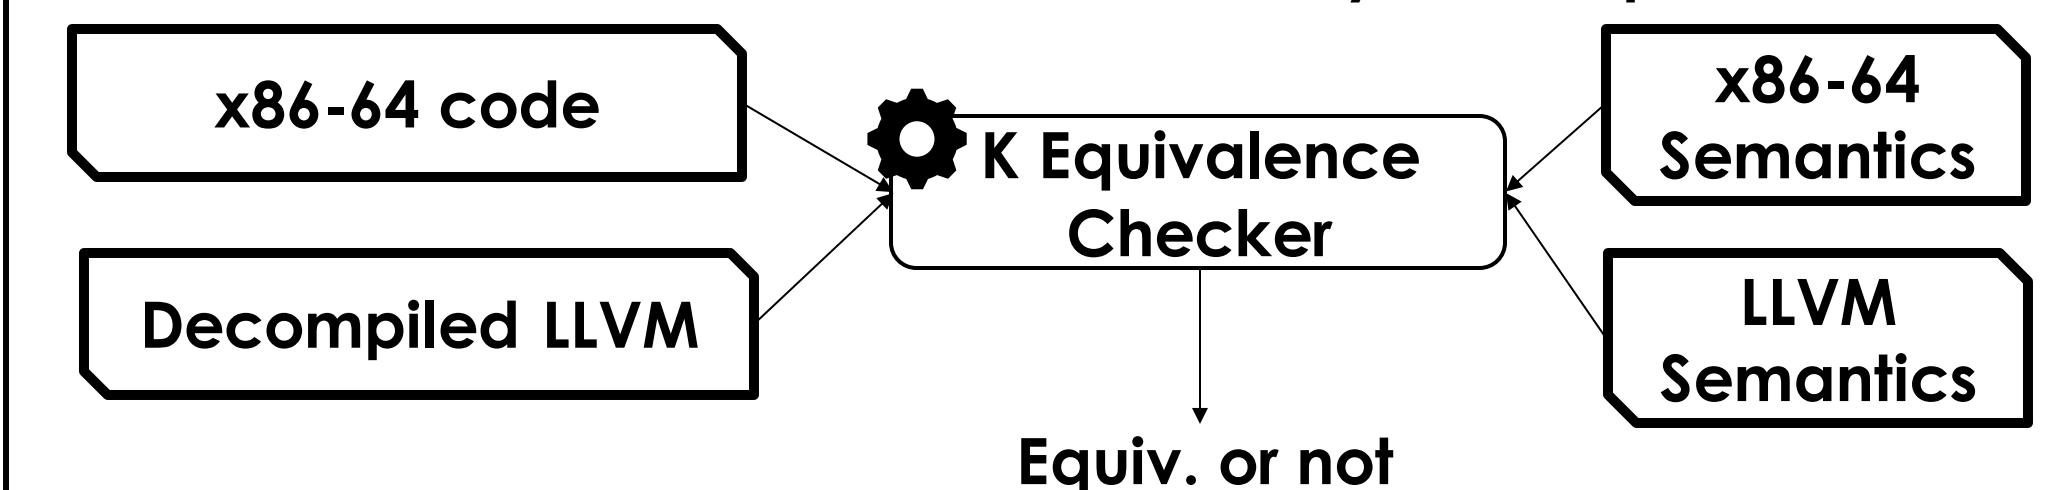 x86-64 code
Decompiled LLVM
K Equivalence
Checker
x86-64
Semantics
LLVM
Semantics
Equiv. or not